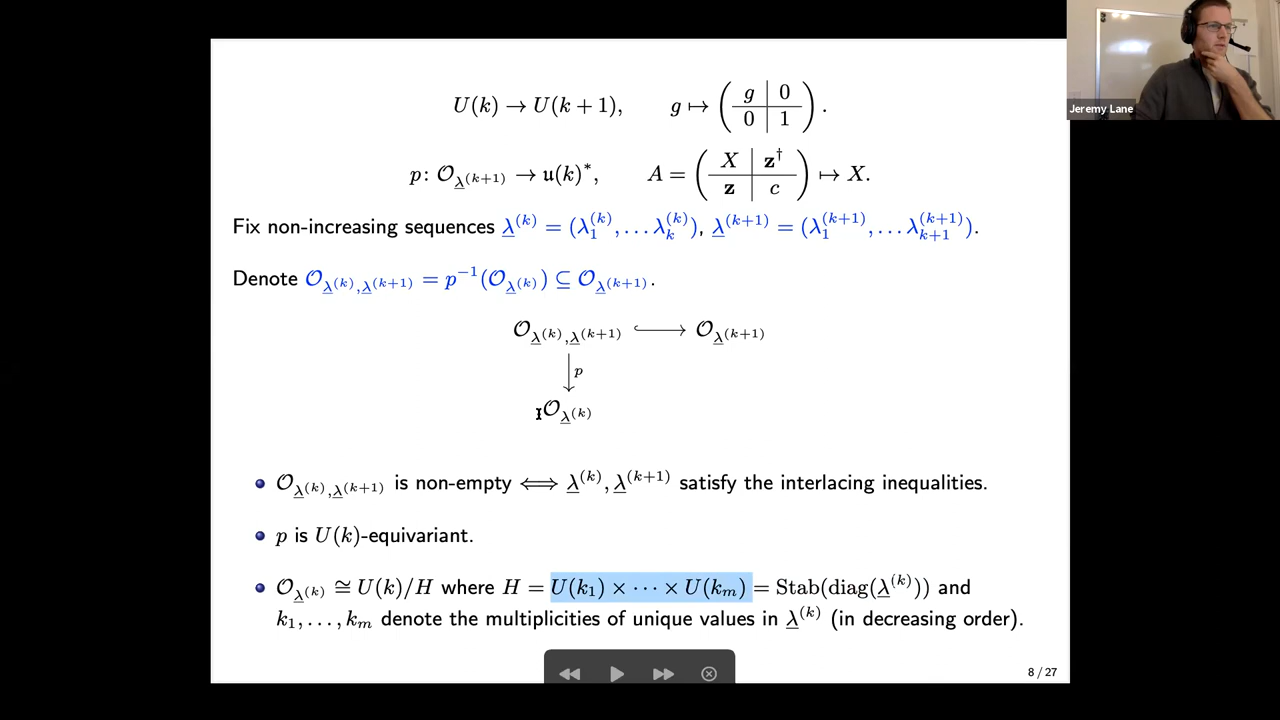 U(k) → U(k + 1), g ↦ ( g | 0 / 0 | 1 ) .
p: 𝒪_{λ̲^{(k+1)}} → 𝔲(k)*, A = ( X | z† / z | c ) ↦ X.
Fix non-increasing sequences λ̲^{(k)} = (λ_1^{(k)}, … λ_k^{(k)}), λ̲^{(k+1)} = (λ_1^{(k+1)}, … λ_{k+1}^{(k+1)}).
Denote 𝒪_{λ̲^{(k)},λ̲^{(k+1)}} = p^{-1}(𝒪_{λ̲^{(k)}}) ⊆ 𝒪_{λ̲^{(k+1)}}.
𝒪_{λ̲^{(k)},λ̲^{(k+1)}} ↪ 𝒪_{λ̲^{(k+1)}}
↓ p
𝒪_{λ̲^{(k)}}
• 𝒪_{λ̲^{(k)},λ̲^{(k+1)}} is non-empty ⟺ λ̲^{(k)}, λ̲^{(k+1)} satisfy the interlacing inequalities.
• p is U(k)-equivariant.
• 𝒪_{λ̲^{(k)}} ≅ U(k)/H where H = U(k_1) × ⋯ × U(k_m) = Stab(diag(λ̲^{(k)})) and
k_1, …, k_m denote the multiplicities of unique values in λ̲^{(k)} (in decreasing order).
8 / 27
Jeremy Lane